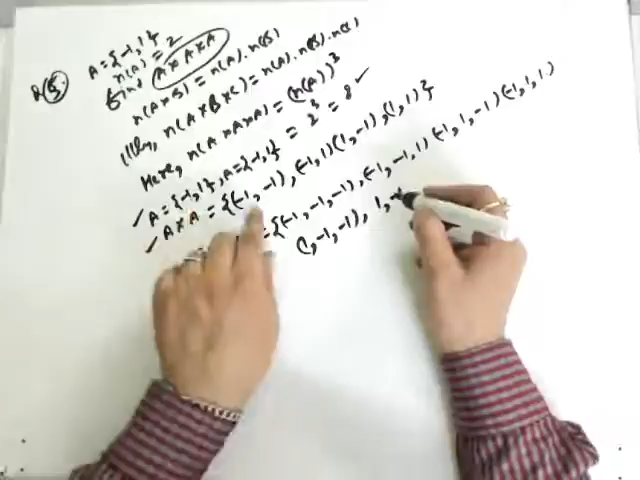 Q 5. A = {-1, 1}
n(A) = 2
find A × A × A
n(A×B) = n(A) . n(B)
|||ly, n(A×B×C) = n(A) . n(B) . n(C)
Here, n(A×A×A) = (n(A))³
= 2³ = 8 ✓
✓ A = {-1, 1}, A = {-1, 1}
✓ A×A = {(-1, -1), (-1, 1) (1, -1), (1, 1)}
= {(-1, -1, -1), (-1, -1, 1) (-1, 1, -1) (-1, 1, 1)
(1, -1, -1), 1, -